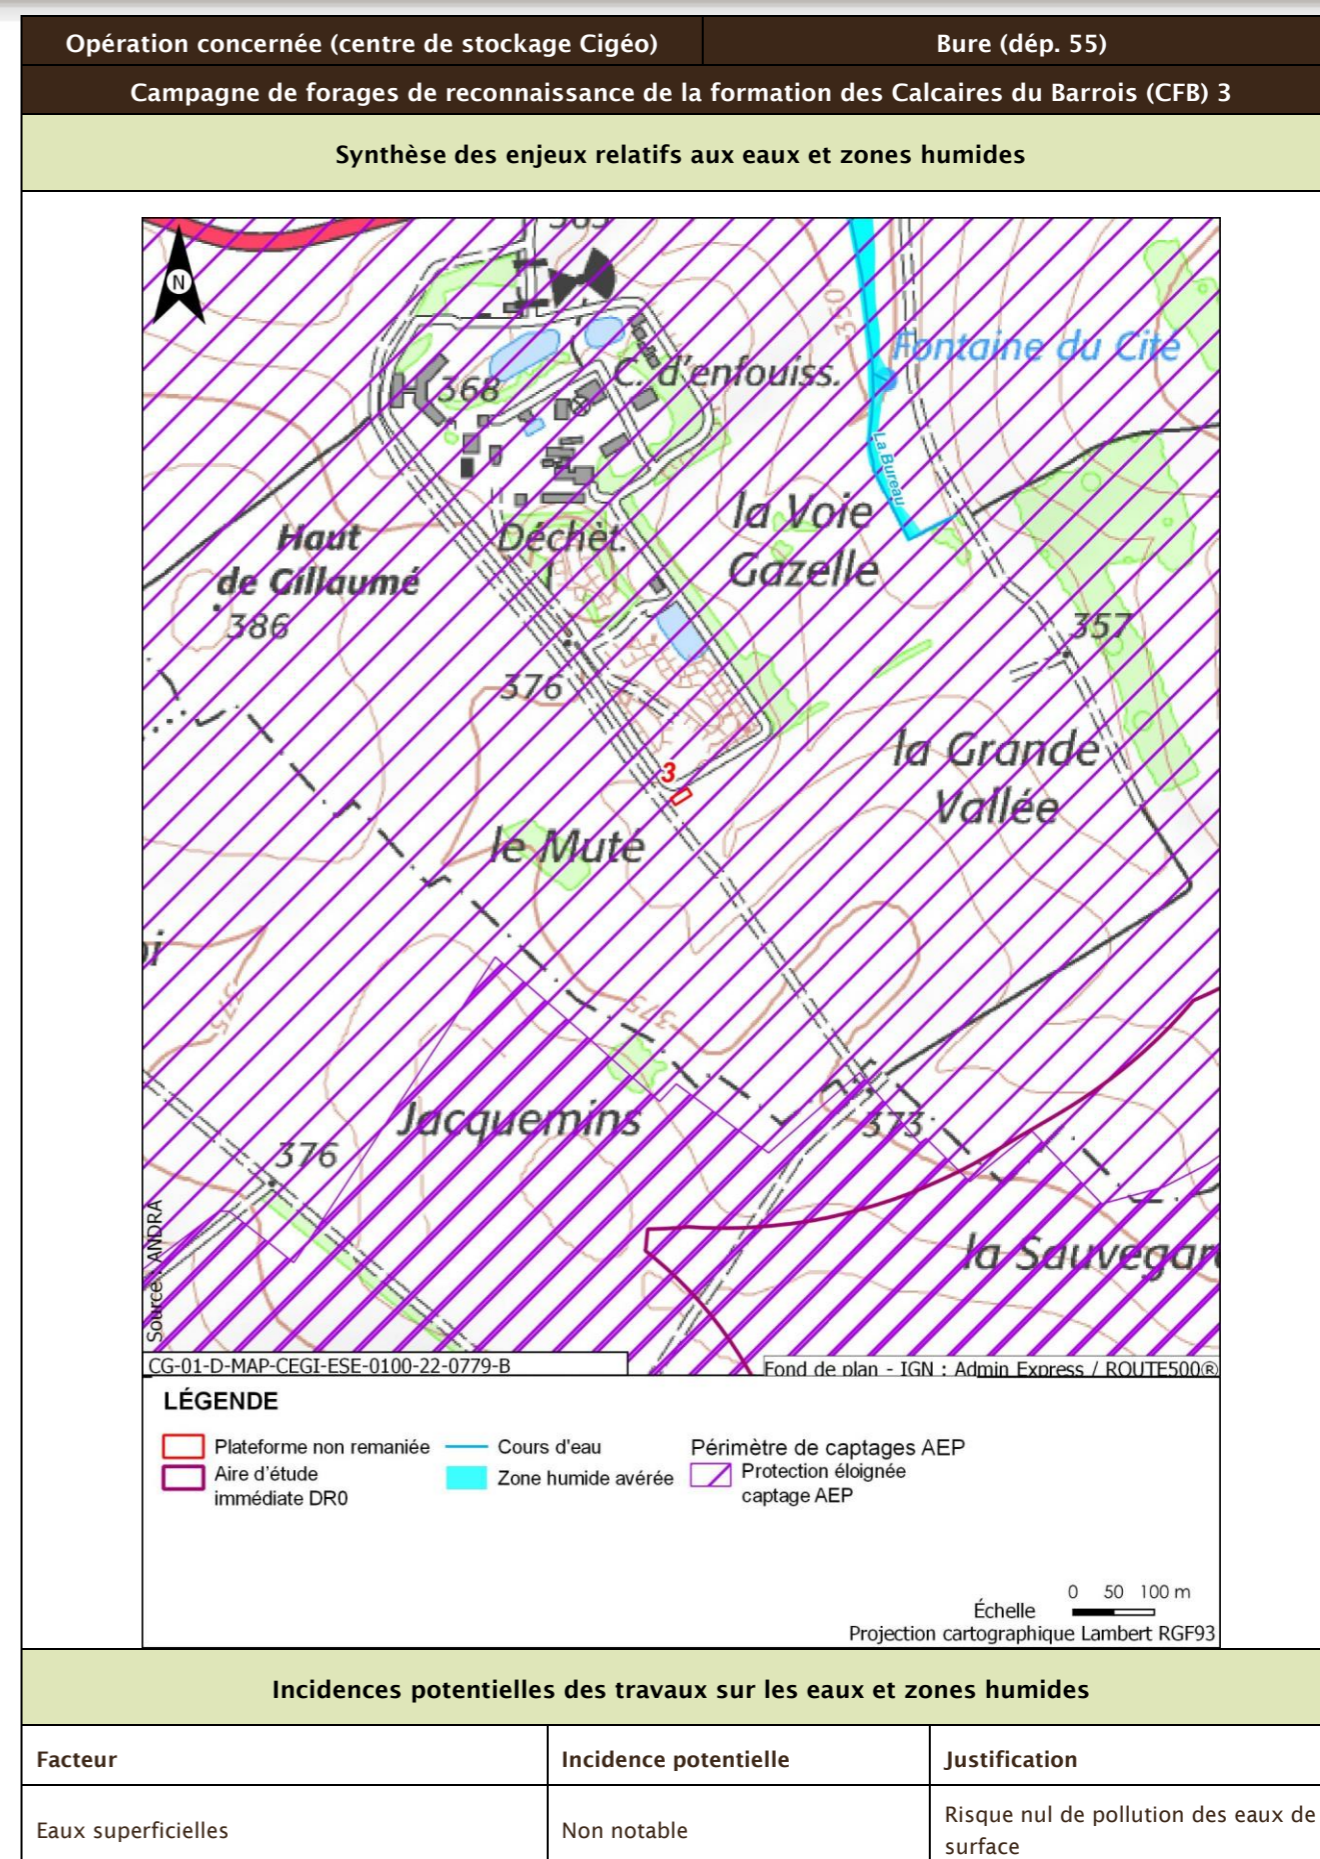 Opération concernée (centre de stockage Cigéo)
Bure (dép. 55)
Campagne de forages de reconnaissance de la formation des Calcaires du Barrois (CFB) 3
Synthèse des enjeux relatifs aux eaux et zones humides
N
350
Fontaine du Cité
368
C. d'enfouiss.
La Bureau
la Voie
Gazelle
Haut
de Gillaumé
Déchèt.
386
357
376
la Grande
Vallée
3
le Muté
375
375
Jacquemins
373
376
la Sauvegar
Source : ANDRA
CG-01-D-MAP-CEGI-ESE-0100-22-0779-B
Fond de plan - IGN : Admin Express / ROUTE500®
LÉGENDE
Plateforme non remaniée
Cours d'eau
Périmètre de captages AEP
Aire d'étude
immédiate DR0
Zone humide avérée
Protection éloignée
captage AEP
0 50 100 m
Échelle
Projection cartographique Lambert RGF93
Incidences potentielles des travaux sur les eaux et zones humides
Facteur
Incidence potentielle
Justification
Eaux superficielles
Non notable
Risque nul de pollution des eaux de
surface